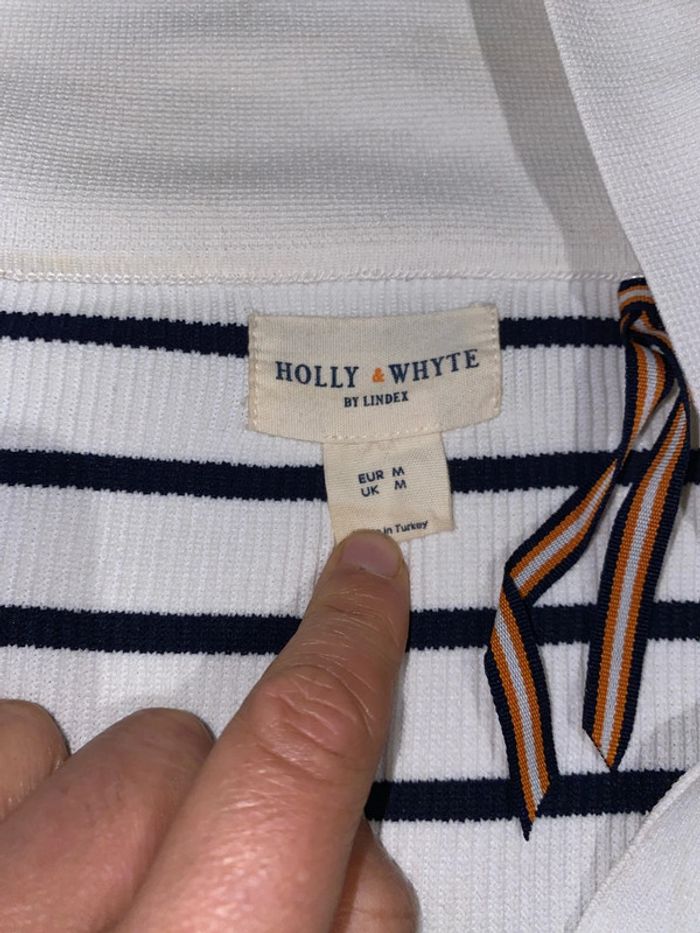 HOLLY & WHYTE
BY LINDEX
EUR M
UK M
in Turkey